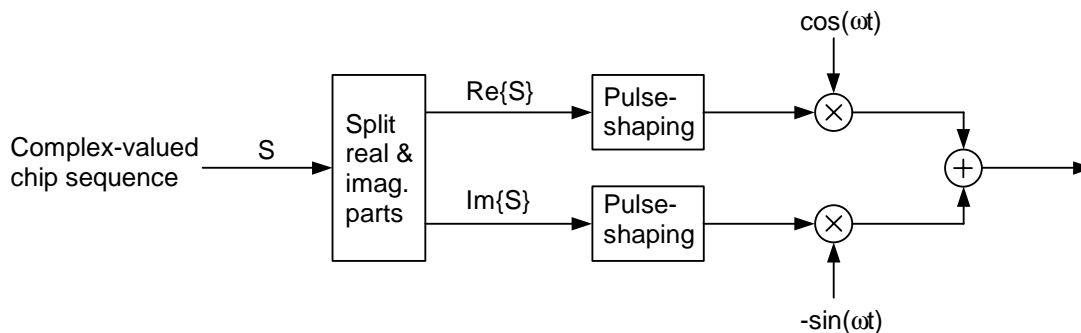 cos(ωt)
Complex-valued
chip sequence
S
Split
real &
imag.
parts
Re{S}
Pulse-
shaping
Im{S}
Pulse-
shaping
-sin(ωt)